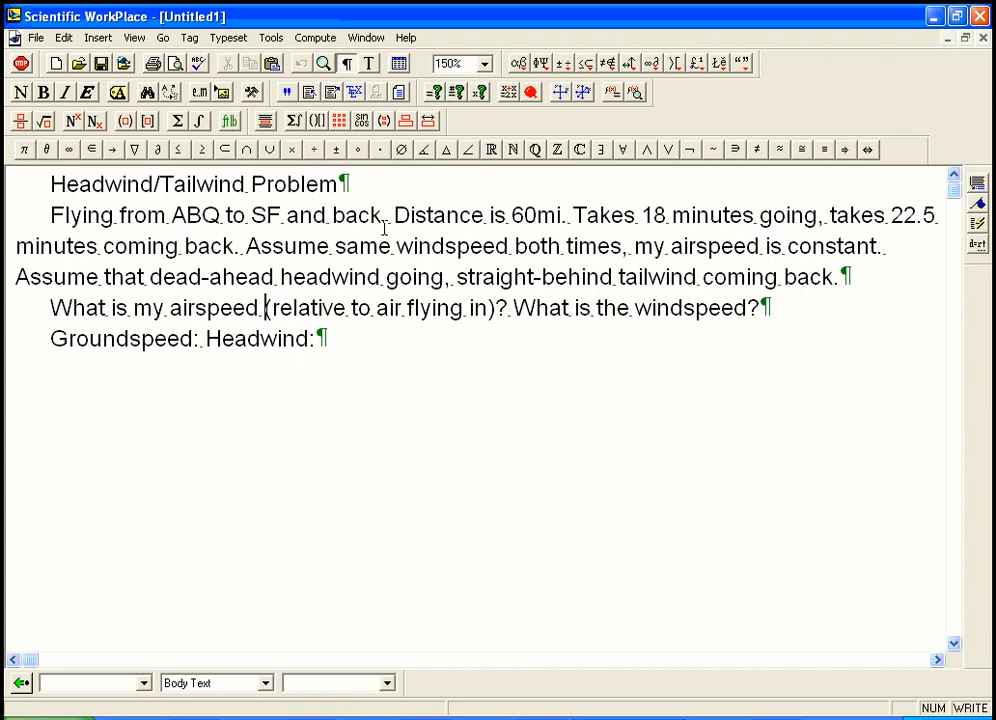 Scientific WorkPlace - [Untitled1]
File Edit Insert View Go Tag Typeset Tools Compute Window Help
150%
Headwind/Tailwind Problem¶
Flying from ABQ to SF and back. Distance is 60mi. Takes 18 minutes going, takes 22.5
minutes coming back. Assume same windspeed both times, my airspeed is constant.
Assume that dead-ahead headwind going, straight-behind tailwind coming back.¶
What is my airspeed (relative to air flying in)? What is the windspeed?¶
Groundspeed: Headwind:¶
Body Text
NUM WRITE